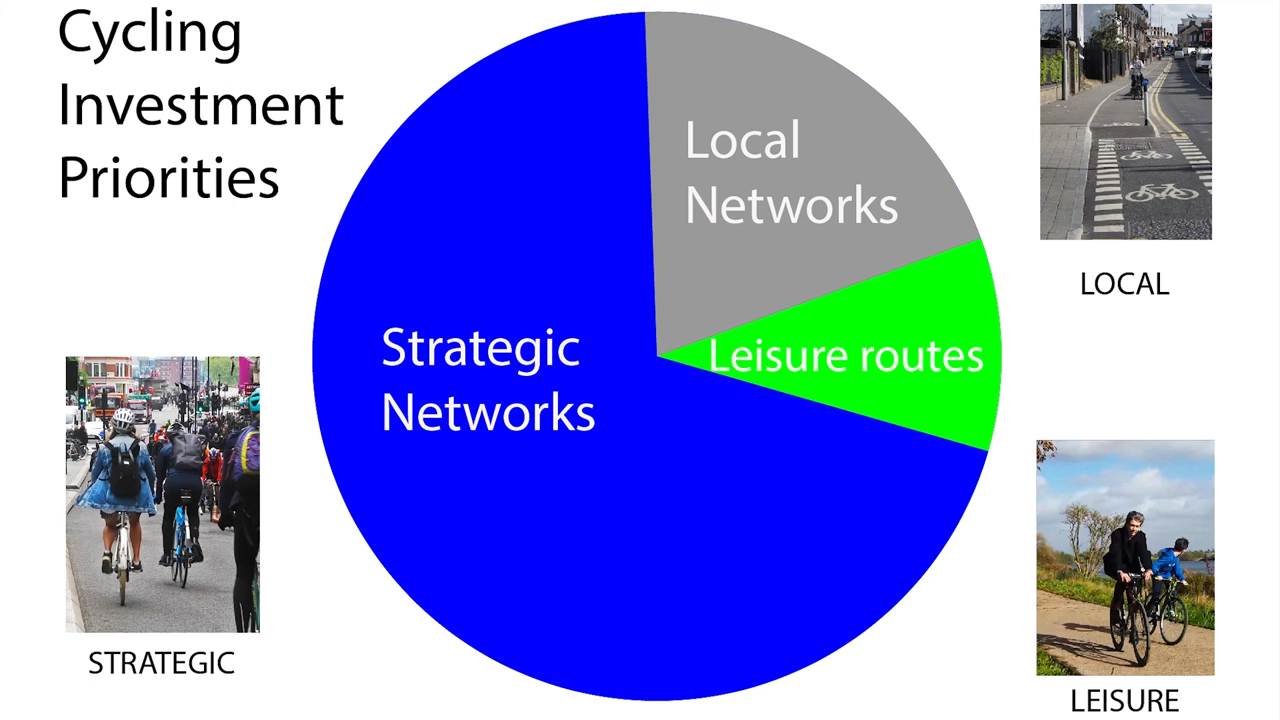 Cycling
Investment
Priorities
Local
Networks
LOCAL
Strategic
Networks
Leisure routes
STRATEGIC
LEISURE